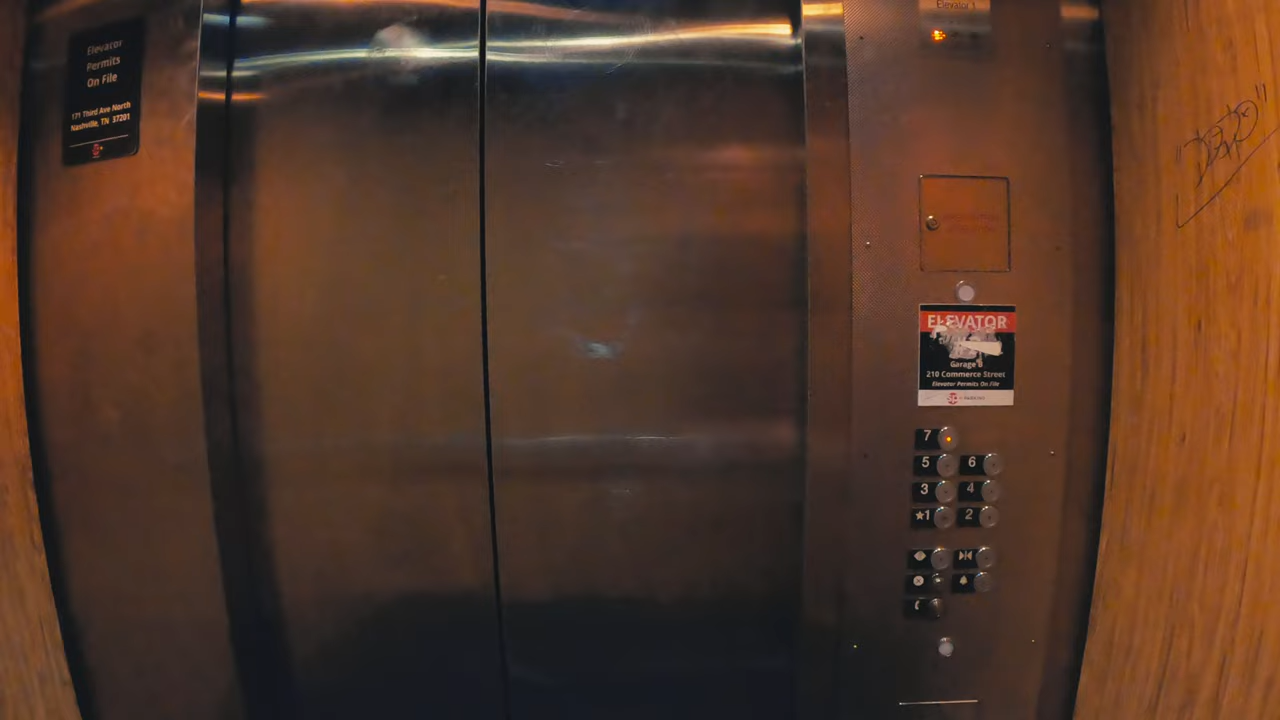 Elevator
Permits
On File
171 Third Ave North
Nashville, TN 37201
Elevator 1
ELEVATOR
Garage B
210 Commerce Street
Elevator Permits On File
7
5 6
3 4
★1 2